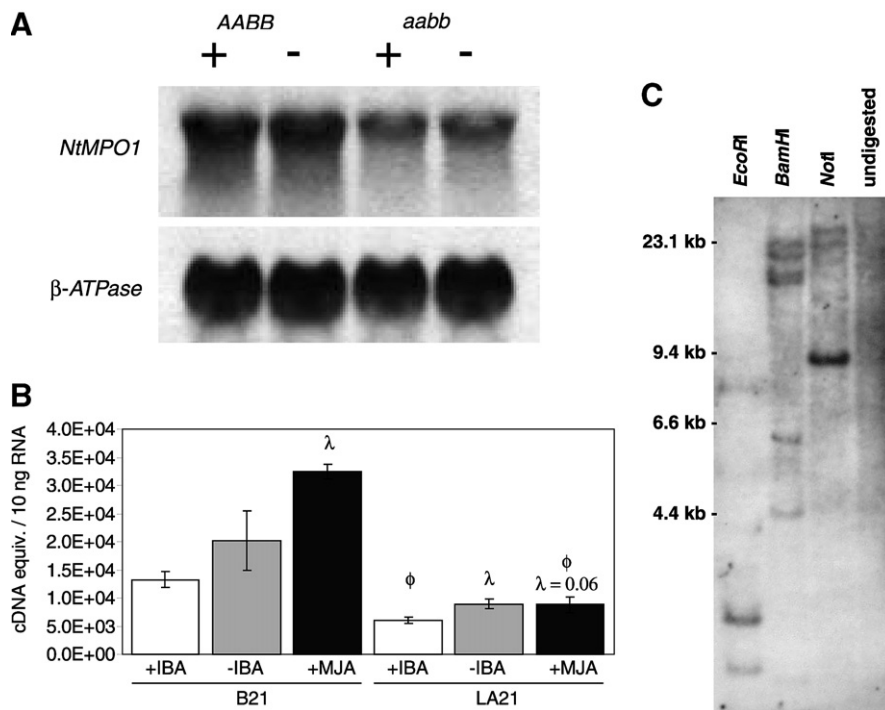 A
AABB aabb
+ - + -
NtMPO1
β-ATPase
B
cDNA equiv. / 10 ng RNA
4.0E+04
3.5E+04
3.0E+04
2.5E+04
2.0E+04
1.5E+04
1.0E+04
5.0E+03
0.0E+00
λ
ϕ
λ
ϕ
λ = 0.06
+IBA -IBA +MJA +IBA -IBA +MJA
B21 LA21
C
EcoRI
BamHI
NotI
undigested
23.1 kb -
9.4 kb -
6.6 kb -
4.4 kb -